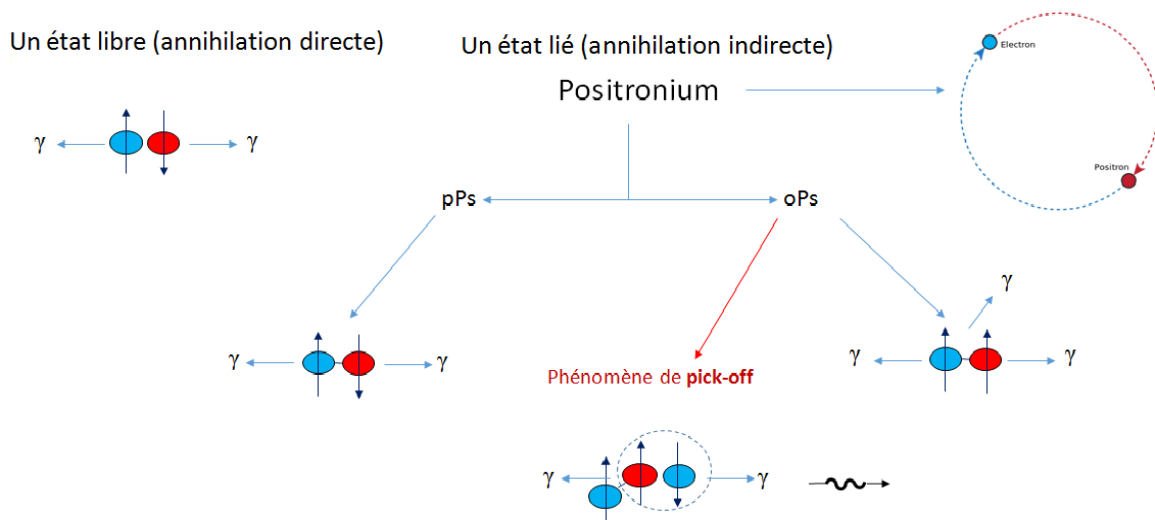 Un état libre (annihilation directe)
Un état lié (annihilation indirecte)
Positronium
Electron
Positron
γ
γ
pPs
oPs
γ
γ
γ
γ
γ
Phénomène de pick-off
γ
γ